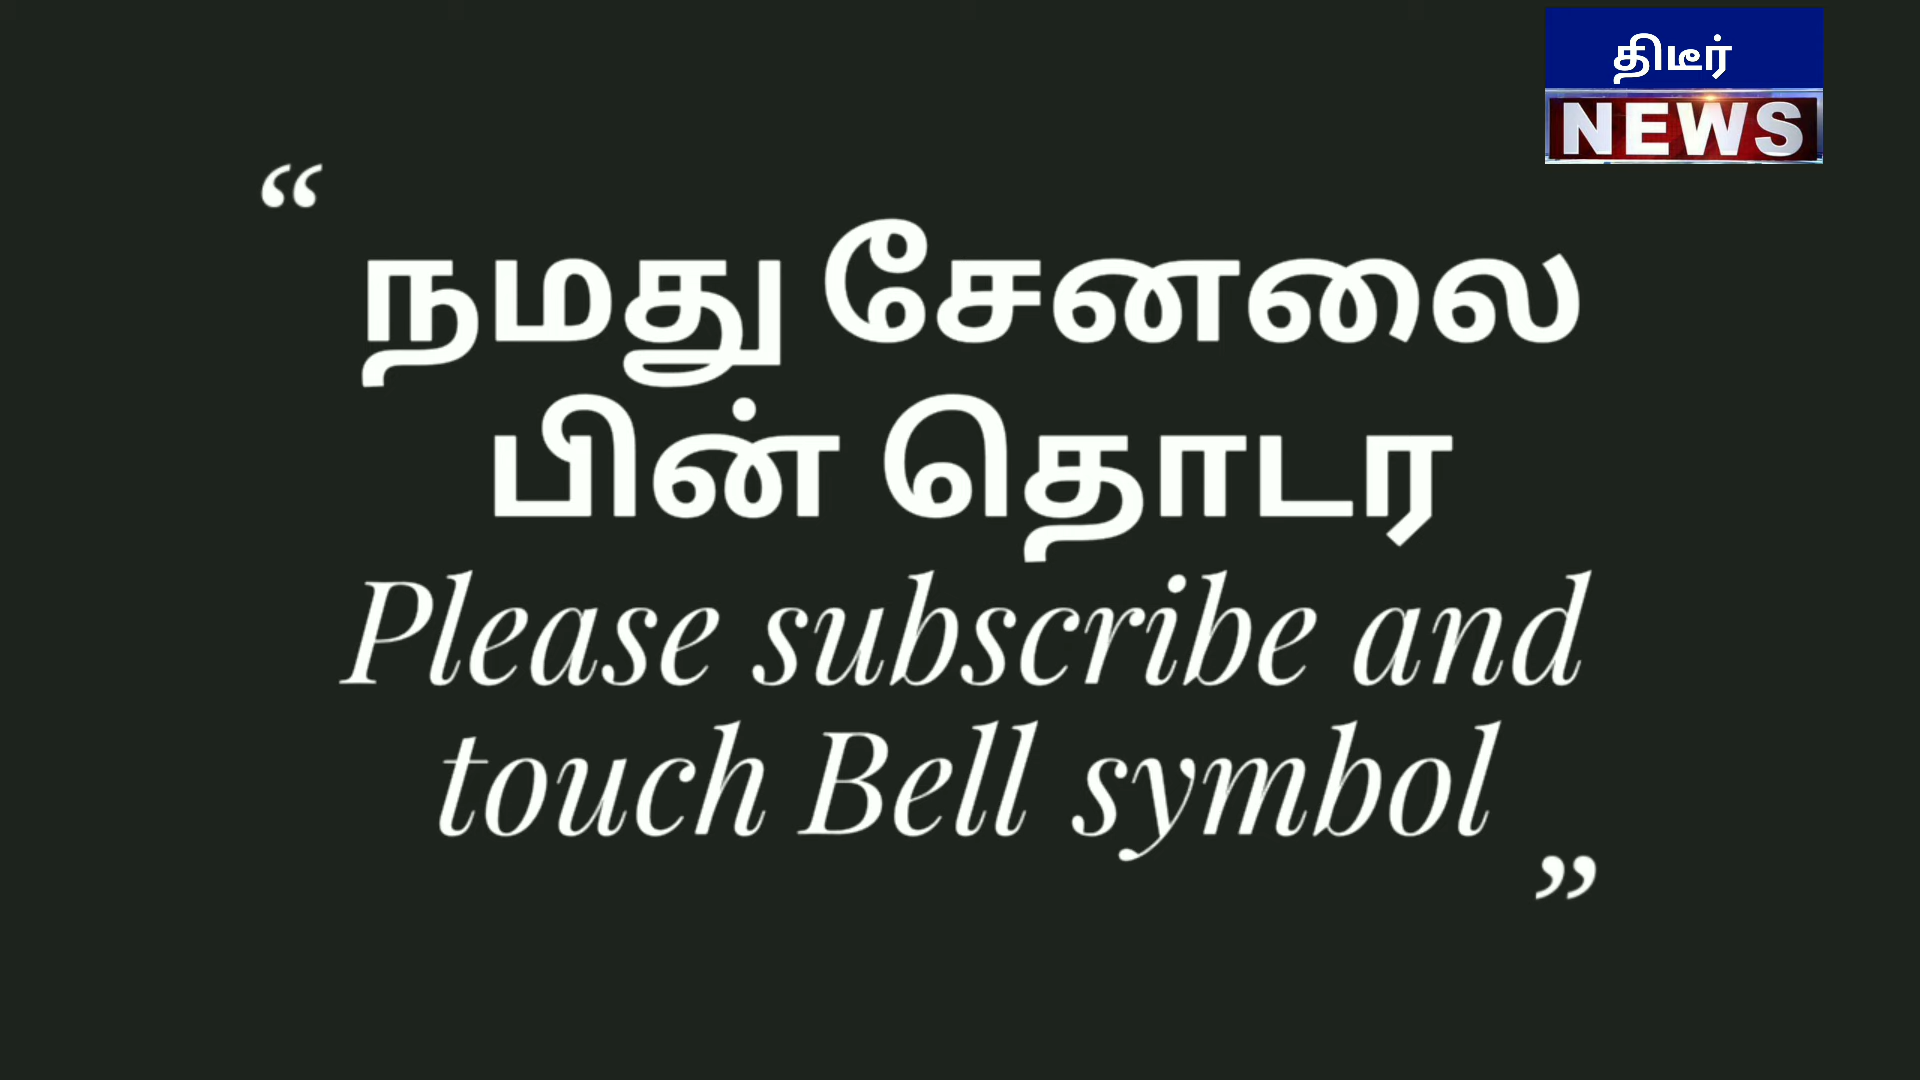 திடீர்
NEWS
“
நமது சேனலை
பின் தொடர
Please subscribe and
touch Bell symbol
”